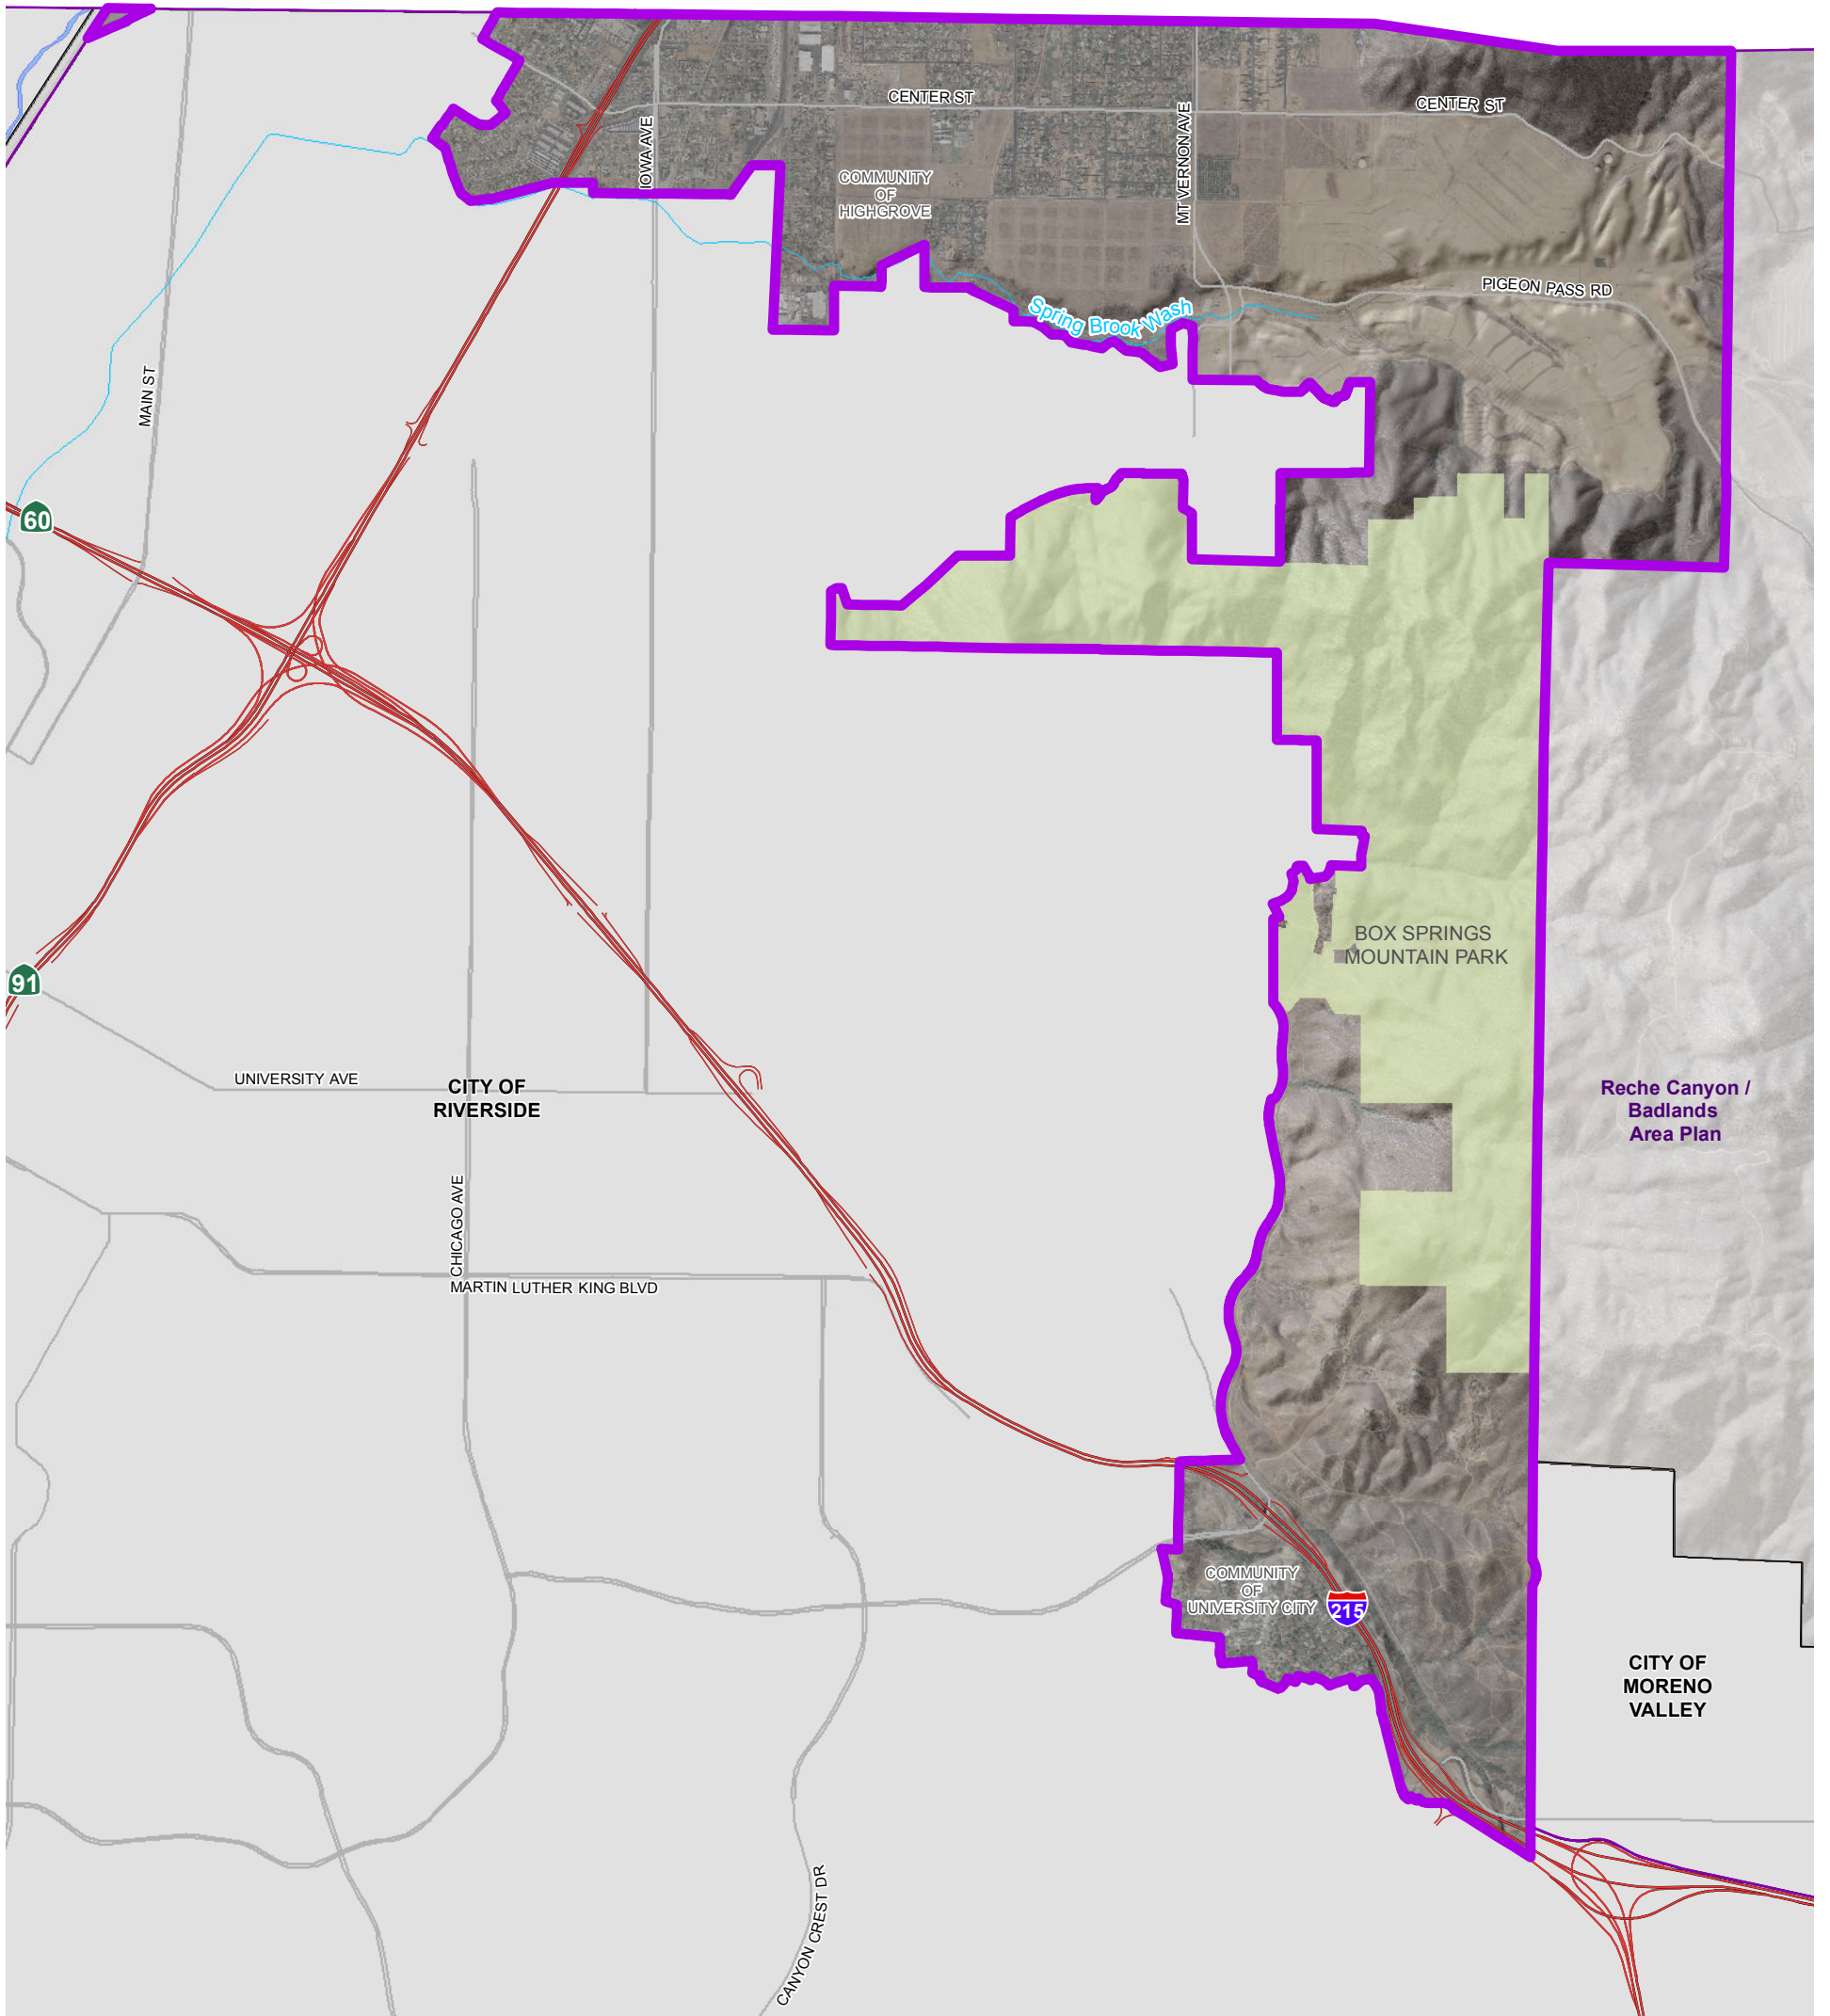 CENTER ST
CENTER ST
IOWA AVE
MT VERNON AVE
COMMUNITY
OF
HIGHGROVE
PIGEON PASS RD
Spring Brook Wash
MAIN ST
60
BOX SPRINGS
MOUNTAIN PARK
91
UNIVERSITY AVE
CITY OF
RIVERSIDE
Reche Canyon /
Badlands
Area Plan
CHICAGO AVE
MARTIN LUTHER KING BLVD
COMMUNITY
OF
UNIVERSITY CITY
215
CITY OF
MORENO
VALLEY
CANYON CREST DR